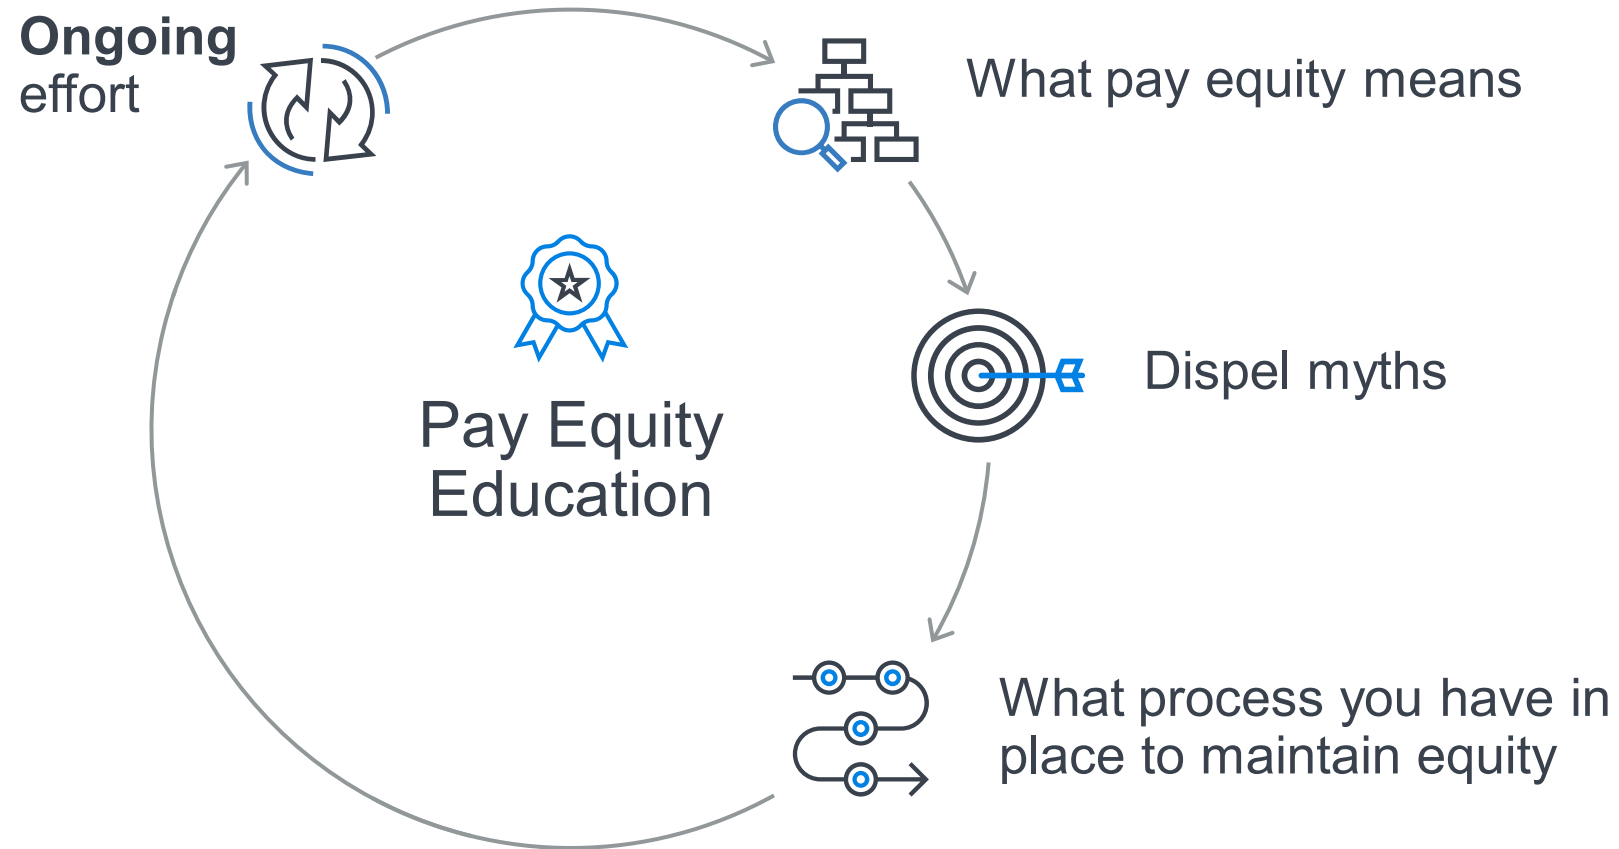 Ongoing
effort
What pay equity means
Dispel myths
Pay Equity
Education
What process you have in
place to maintain equity